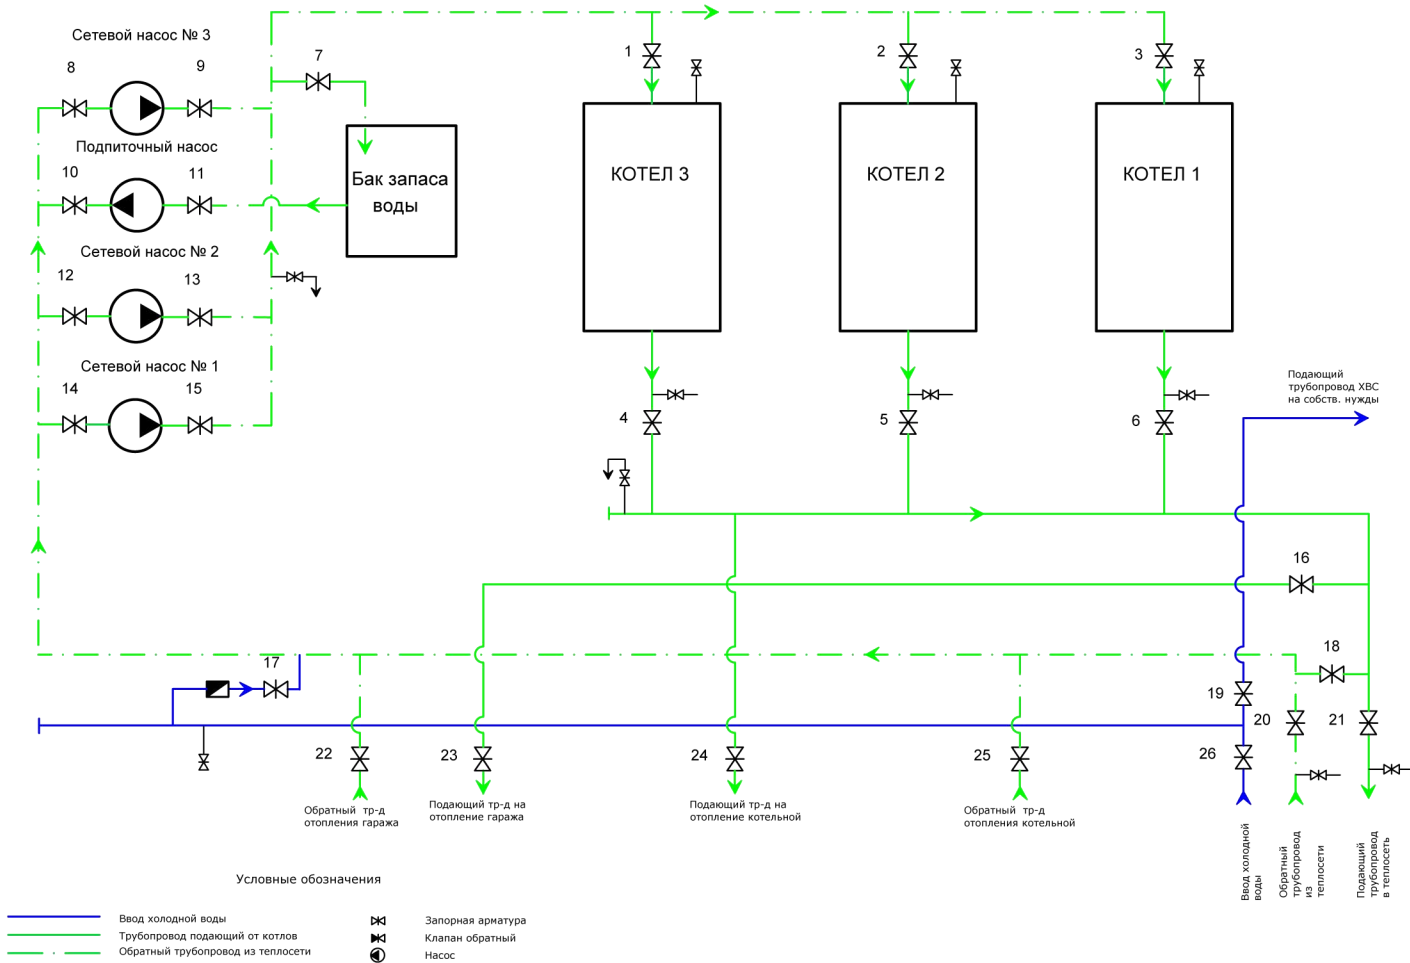 Сетевой насос № 3
8
9
7
1
2
3
Подпиточный насос
10
11
Бак запаса
воды
КОТЕЛ 3
КОТЕЛ 2
КОТЕЛ 1
Сетевой насос № 2
12
13
Сетевой насос № 1
14
15
4
5
6
Подающий
трубопровод ХВС
на собств. нужды
16
17
18
19
20
21
22
23
24
25
26
Обратный тр-д
отопления гаража
Подающий тр-д на
отопление гаража
Подающий тр-д на
отопление котельной
Обратный тр-д
отопления котельной
Ввод холодной
воды
Обратный
трубопровод
из
теплосети
Подающий
трубопровод
в теплосеть
Условные обозначения
Ввод холодной воды
Трубопровод подающий от котлов
Обратный трубопровод из теплосети
Запорная арматура
Клапан обратный
Насос